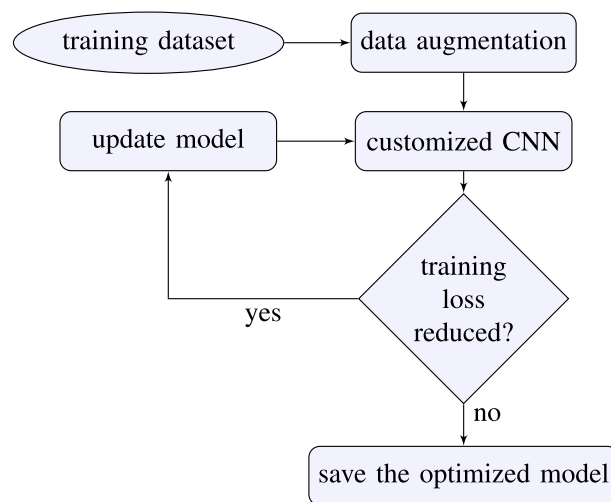 training dataset
data augmentation
update model
customized CNN
training
loss
reduced?
yes
no
save the optimized model